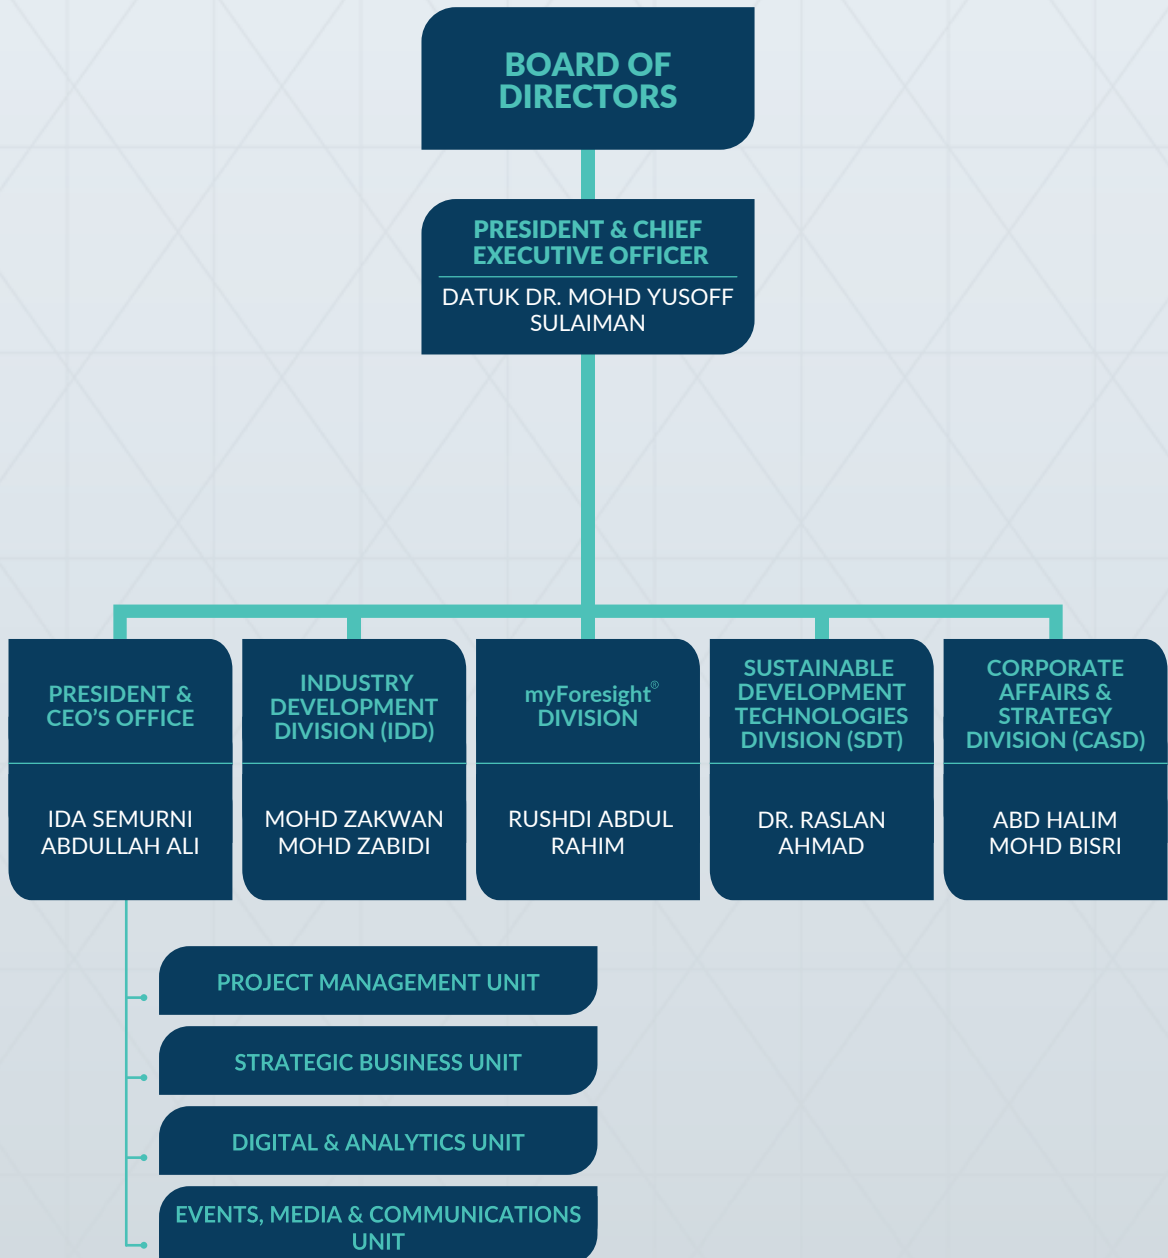 BOARD OF
DIRECTORS
PRESIDENT & CHIEF
EXECUTIVE OFFICER
DATUK DR. MOHD YUSOFF
SULAIMAN
PRESIDENT &
CEO'S OFFICE
IDA SEMURNI
ABDULLAH ALI
INDUSTRY
DEVELOPMENT
DIVISION (IDD)
MOHD ZAKWAN
MOHD ZABIDI
myForesight®
DIVISION
RUSHDI ABDUL
RAHIM
SUSTAINABLE
DEVELOPMENT
TECHNOLOGIES
DIVISION (SDT)
DR. RASLAN
AHMAD
CORPORATE
AFFAIRS &
STRATEGY
DIVISION (CASD)
ABD HALIM
MOHD BISRI
PROJECT MANAGEMENT UNIT
STRATEGIC BUSINESS UNIT
DIGITAL & ANALYTICS UNIT
EVENTS, MEDIA & COMMUNICATIONS
UNIT